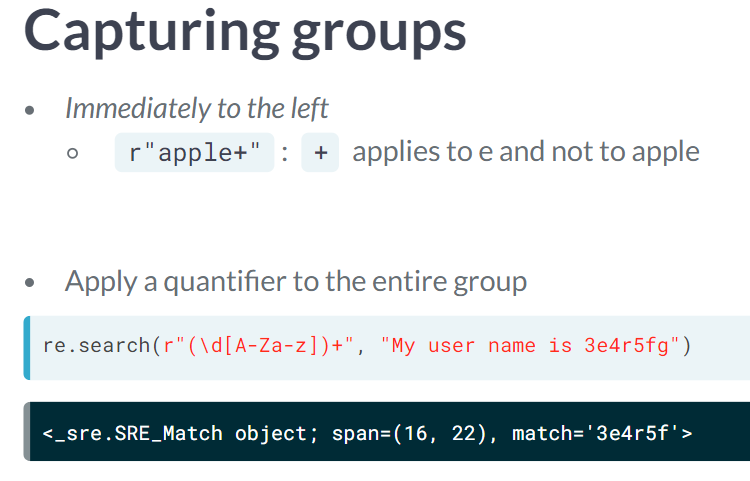 Capturing groups
• Immediately to the left
○ r"apple+" : + applies to e and not to apple
• Apply a quantifier to the entire group
re.search(r"(\d[A-Za-z])+", "My user name is 3e4r5fg")
<_sre.SRE_Match object; span=(16, 22), match='3e4r5f'>